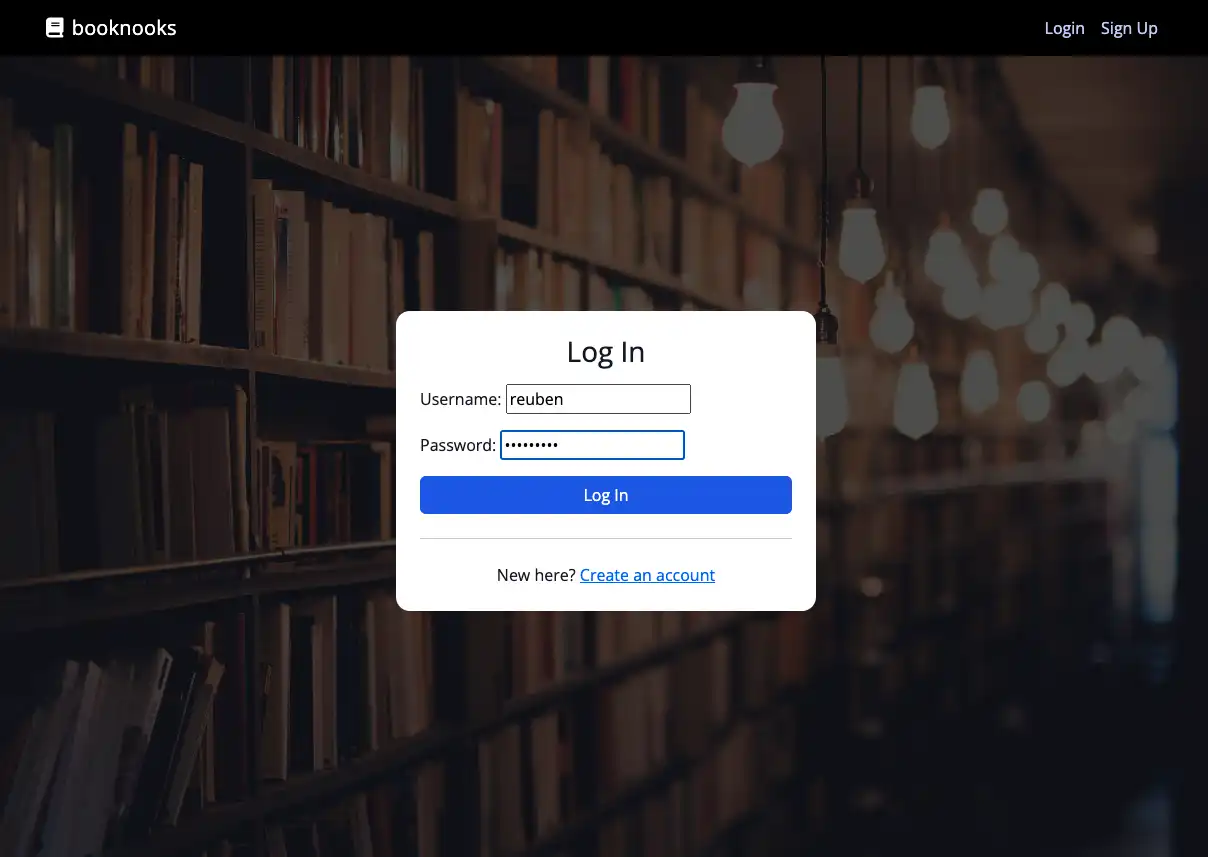 booknooks
Login Sign Up
Log In
Username: reuben
Password: •••••••••
Log In
New here? Create an account